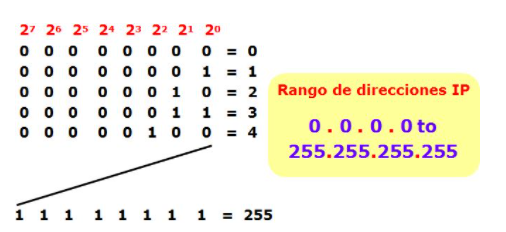 2⁷ 2⁶ 2⁵ 2⁴ 2³ 2² 2¹ 2⁰
0 0 0 0 0 0 0 0 = 0
0 0 0 0 0 0 0 1 = 1
0 0 0 0 0 0 1 0 = 2
0 0 0 0 0 0 1 1 = 3
0 0 0 0 0 1 0 0 = 4
1 1 1 1 1 1 1 1 = 255
Rango de direcciones IP
0 . 0 . 0 . 0 to
255.255.255.255